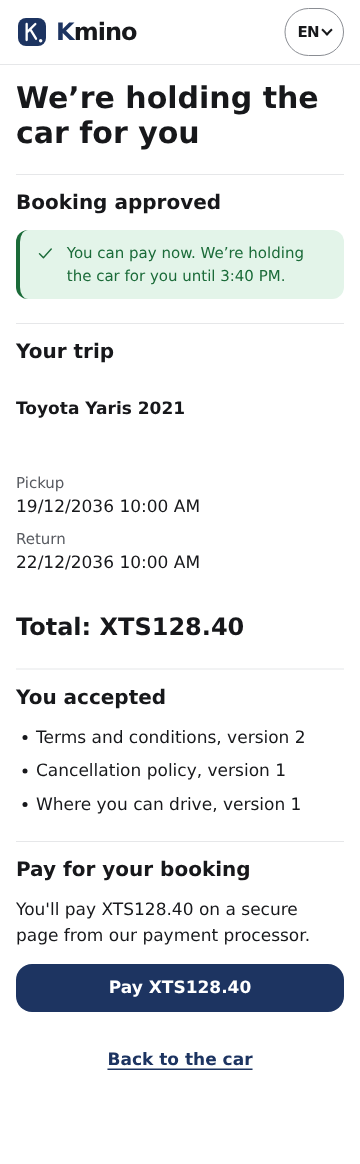 K. Kmino
EN
We’re holding the
car for you
Booking approved
You can pay now. We’re holding
the car for you until 3:40 PM.
Your trip
Toyota Yaris 2021
Pickup
19/12/2036 10:00 AM
Return
22/12/2036 10:00 AM
Total: XTS128.40
You accepted
• Terms and conditions, version 2
• Cancellation policy, version 1
• Where you can drive, version 1
Pay for your booking
You'll pay XTS128.40 on a secure
page from our payment processor.
Pay XTS128.40
Back to the car